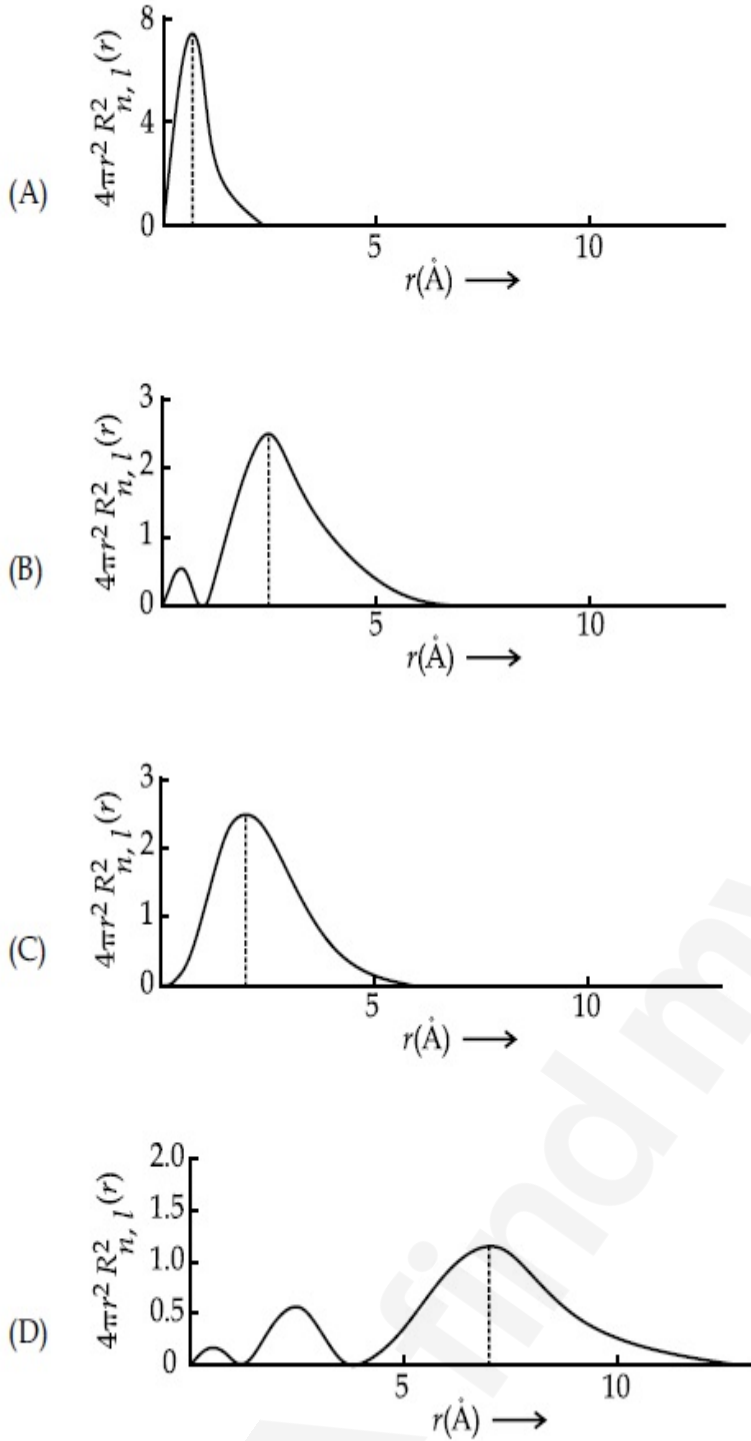 8
4
0
4πr² R²n, l(r)
(A)
5
10
r(Å) →
3
2
1
0
4πr² R²n, l(r)
(B)
5
10
r(Å) →
3
2
1
0
4πr² R²n, l(r)
(C)
5
10
r(Å) →
2.0
1.5
1.0
0.5
0
4πr² R²n, l(r)
(D)
5
10
r(Å) →
find